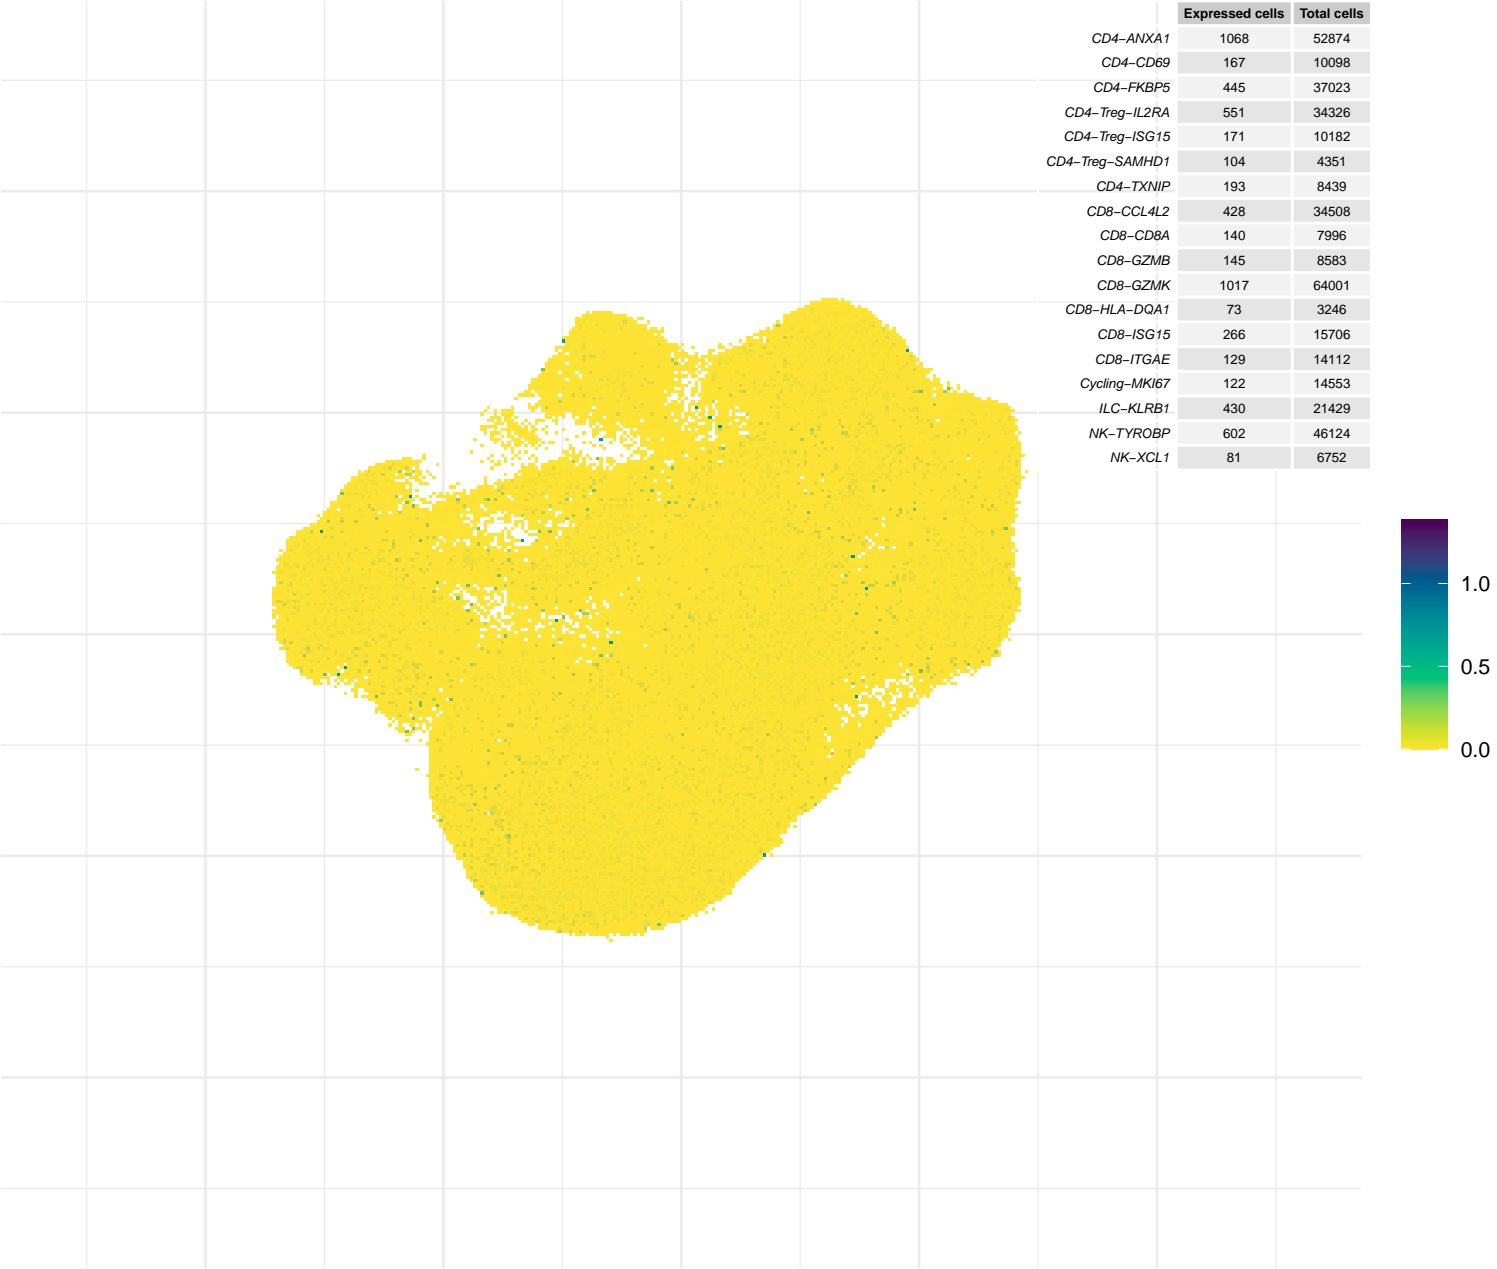 Expressed cells Total cells
CD4−ANXA1 1068 52874
CD4−CD69 167 10098
CD4−FKBP5 445 37023
CD4−Treg−IL2RA 551 34326
CD4−Treg−ISG15 171 10182
CD4−Treg−SAMHD1 104 4351
CD4−TXNIP 193 8439
CD8−CCL4L2 428 34508
CD8−CD8A 140 7996
CD8−GZMB 145 8583
CD8−GZMK 1017 64001
CD8−HLA−DQA1 73 3246
CD8−ISG15 266 15706
CD8−ITGAE 129 14112
Cycling−MKI67 122 14553
ILC−KLRB1 430 21429
NK−TYROBP 602 46124
NK−XCL1 81 6752
1.0
0.5
0.0